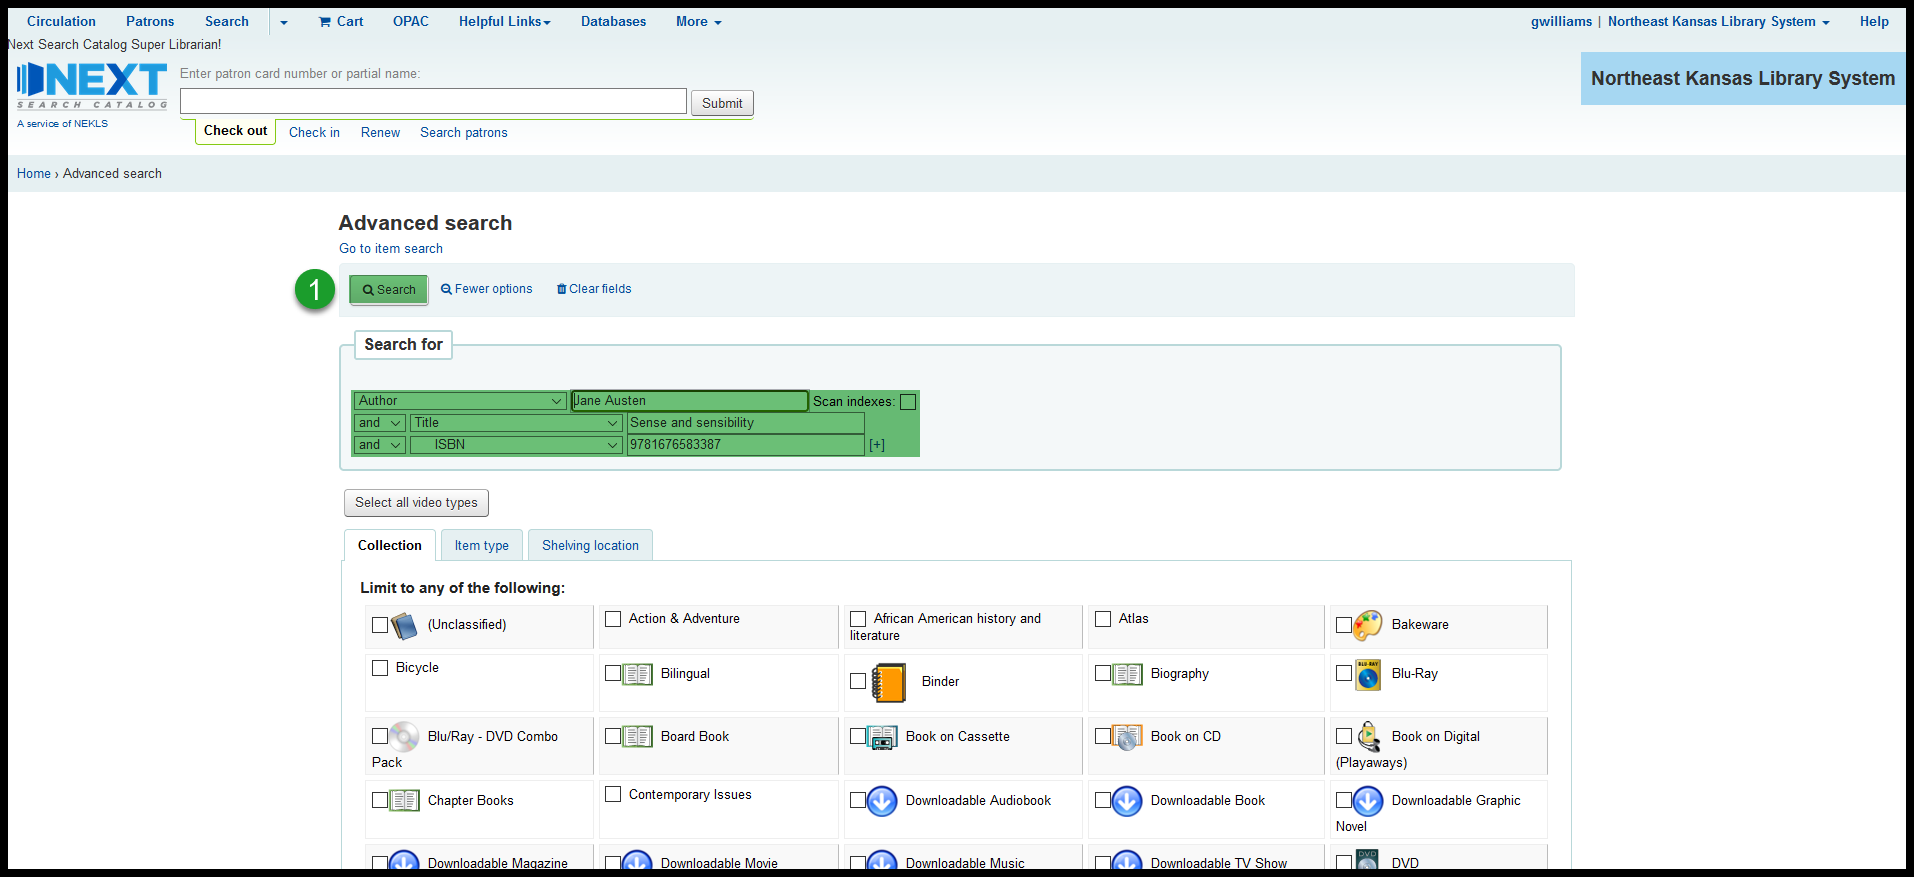 Circulation Patrons Search Cart OPAC Helpful Links Databases More gwilliams | Northeast Kansas Library System Help
Next Search Catalog Super Librarian!
NEXT
SEARCH CATALOG
A service of NEKLS
Enter patron card number or partial name:
Submit
Check out Check in Renew Search patrons
Northeast Kansas Library System
Home › Advanced search
Advanced search
Go to item search
1 Search Fewer options Clear fields
Search for
Author Jane Austen Scan indexes:
and Title Sense and sensibility
and ISBN 9781676583387 [+]
Select all video types
Collection Item type Shelving location
Limit to any of the following:
(Unclassified) Action & Adventure African American history and literature Atlas Bakeware
Bicycle Bilingual Binder Biography BLU-RAY Blu-Ray
Blu/Ray - DVD Combo Pack Board Book Book on Cassette Book on CD Book on Digital (Playaways)
Chapter Books Contemporary Issues Downloadable Audiobook Downloadable Book Downloadable Graphic Novel
Downloadable Magazine Downloadable Movie Downloadable Music Downloadable TV Show DVD DVD